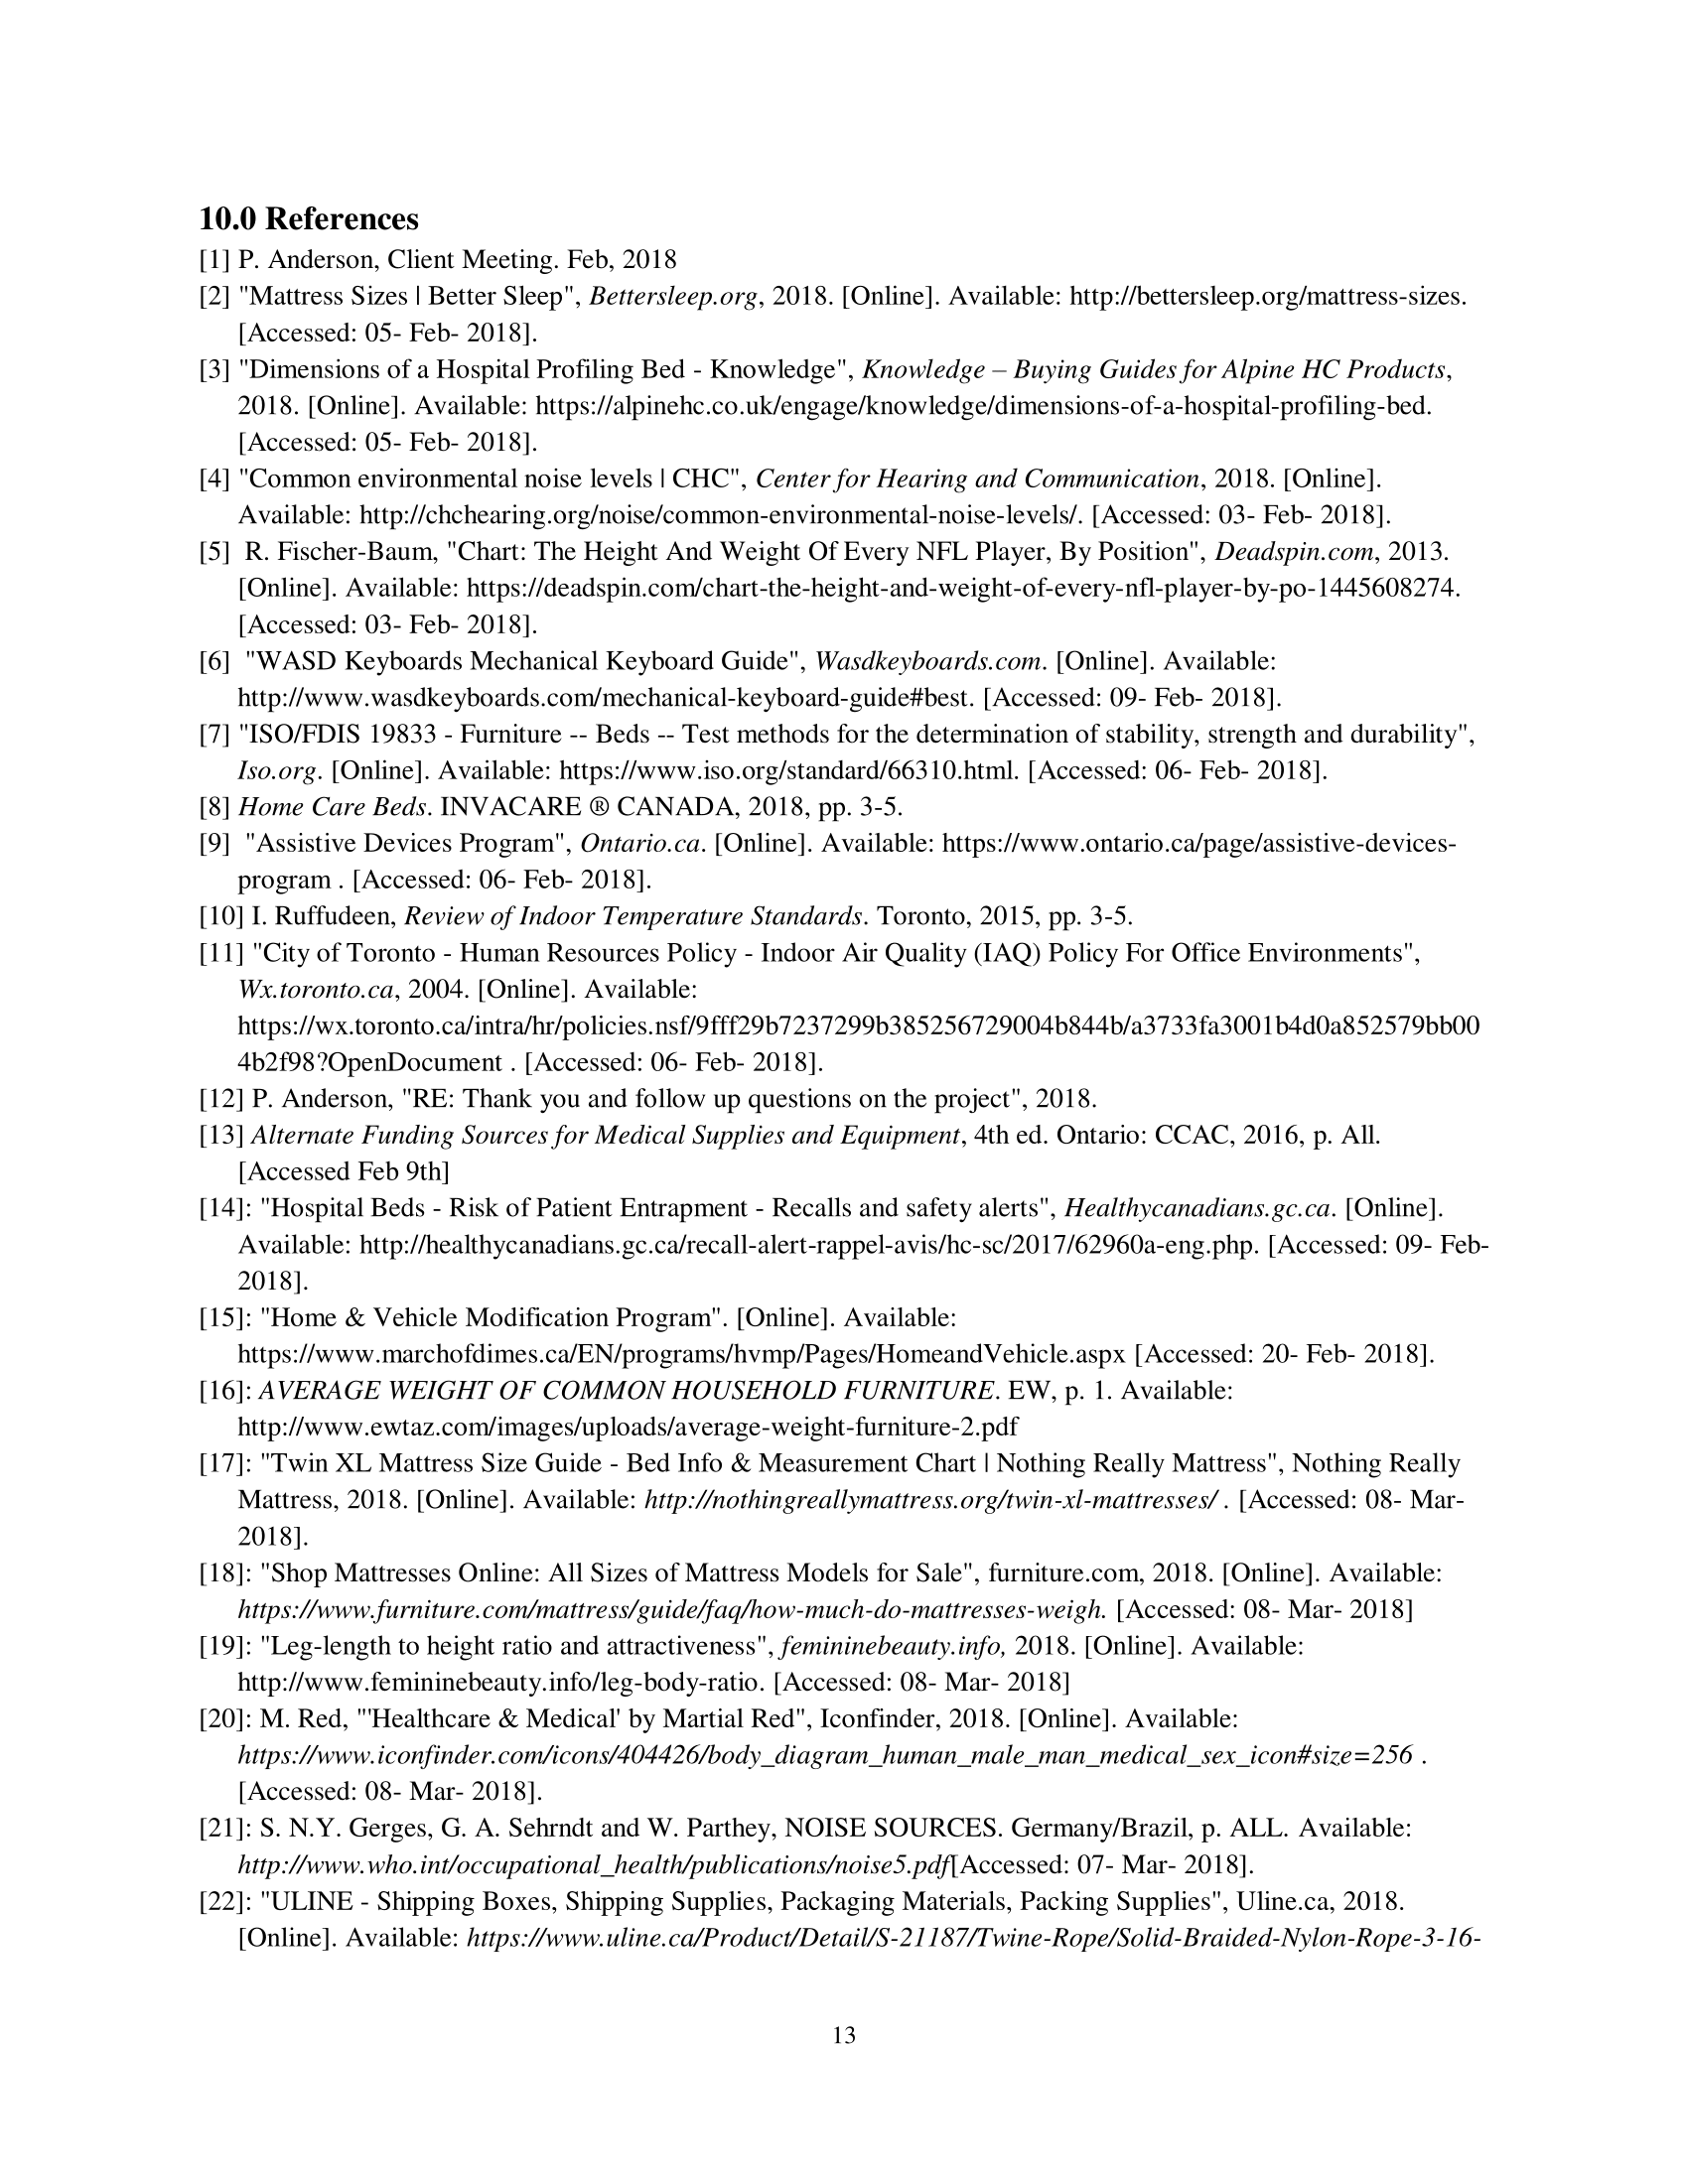 10.0 References
[1] P. Anderson, Client Meeting. Feb, 2018
[2] "Mattress Sizes | Better Sleep", Bettersleep.org, 2018. [Online]. Available: http://bettersleep.org/mattress-sizes.
[Accessed: 05- Feb- 2018].
[3] "Dimensions of a Hospital Profiling Bed - Knowledge", Knowledge – Buying Guides for Alpine HC Products,
2018. [Online]. Available: https://alpinehc.co.uk/engage/knowledge/dimensions-of-a-hospital-profiling-bed.
[Accessed: 05- Feb- 2018].
[4] "Common environmental noise levels | CHC", Center for Hearing and Communication, 2018. [Online].
Available: http://chchearing.org/noise/common-environmental-noise-levels/. [Accessed: 03- Feb- 2018].
[5]  R. Fischer-Baum, "Chart: The Height And Weight Of Every NFL Player, By Position", Deadspin.com, 2013.
[Online]. Available: https://deadspin.com/chart-the-height-and-weight-of-every-nfl-player-by-po-1445608274.
[Accessed: 03- Feb- 2018].
[6]  "WASD Keyboards Mechanical Keyboard Guide", Wasdkeyboards.com. [Online]. Available:
http://www.wasdkeyboards.com/mechanical-keyboard-guide#best. [Accessed: 09- Feb- 2018].
[7] "ISO/FDIS 19833 - Furniture -- Beds -- Test methods for the determination of stability, strength and durability",
Iso.org. [Online]. Available: https://www.iso.org/standard/66310.html. [Accessed: 06- Feb- 2018].
[8] Home Care Beds. INVACARE ® CANADA, 2018, pp. 3-5.
[9]  "Assistive Devices Program", Ontario.ca. [Online]. Available: https://www.ontario.ca/page/assistive-devices-
program . [Accessed: 06- Feb- 2018].
[10] I. Ruffudeen, Review of Indoor Temperature Standards. Toronto, 2015, pp. 3-5.
[11] "City of Toronto - Human Resources Policy - Indoor Air Quality (IAQ) Policy For Office Environments",
Wx.toronto.ca, 2004. [Online]. Available:
https://wx.toronto.ca/intra/hr/policies.nsf/9fff29b7237299b385256729004b844b/a3733fa3001b4d0a852579bb00
4b2f98?OpenDocument . [Accessed: 06- Feb- 2018].
[12] P. Anderson, "RE: Thank you and follow up questions on the project", 2018.
[13] Alternate Funding Sources for Medical Supplies and Equipment, 4th ed. Ontario: CCAC, 2016, p. All.
[Accessed Feb 9th]
[14]: "Hospital Beds - Risk of Patient Entrapment - Recalls and safety alerts", Healthycanadians.gc.ca. [Online].
Available: http://healthycanadians.gc.ca/recall-alert-rappel-avis/hc-sc/2017/62960a-eng.php. [Accessed: 09- Feb-
2018].
[15]: "Home & Vehicle Modification Program". [Online]. Available:
https://www.marchofdimes.ca/EN/programs/hvmp/Pages/HomeandVehicle.aspx [Accessed: 20- Feb- 2018].
[16]: AVERAGE WEIGHT OF COMMON HOUSEHOLD FURNITURE. EW, p. 1. Available:
http://www.ewtaz.com/images/uploads/average-weight-furniture-2.pdf
[17]: "Twin XL Mattress Size Guide - Bed Info & Measurement Chart | Nothing Really Mattress", Nothing Really
Mattress, 2018. [Online]. Available: http://nothingreallymattress.org/twin-xl-mattresses/ . [Accessed: 08- Mar-
2018].
[18]: "Shop Mattresses Online: All Sizes of Mattress Models for Sale", furniture.com, 2018. [Online]. Available:
https://www.furniture.com/mattress/guide/faq/how-much-do-mattresses-weigh. [Accessed: 08- Mar- 2018]
[19]: "Leg-length to height ratio and attractiveness", femininebeauty.info, 2018. [Online]. Available:
http://www.femininebeauty.info/leg-body-ratio. [Accessed: 08- Mar- 2018]
[20]: M. Red, "'Healthcare & Medical' by Martial Red", Iconfinder, 2018. [Online]. Available:
https://www.iconfinder.com/icons/404426/body_diagram_human_male_man_medical_sex_icon#size=256 .
[Accessed: 08- Mar- 2018].
[21]: S. N.Y. Gerges, G. A. Sehrndt and W. Parthey, NOISE SOURCES. Germany/Brazil, p. ALL. Available:
http://www.who.int/occupational_health/publications/noise5.pdf[Accessed: 07- Mar- 2018].
[22]: "ULINE - Shipping Boxes, Shipping Supplies, Packaging Materials, Packing Supplies", Uline.ca, 2018.
[Online]. Available: https://www.uline.ca/Product/Detail/S-21187/Twine-Rope/Solid-Braided-Nylon-Rope-3-16-
13